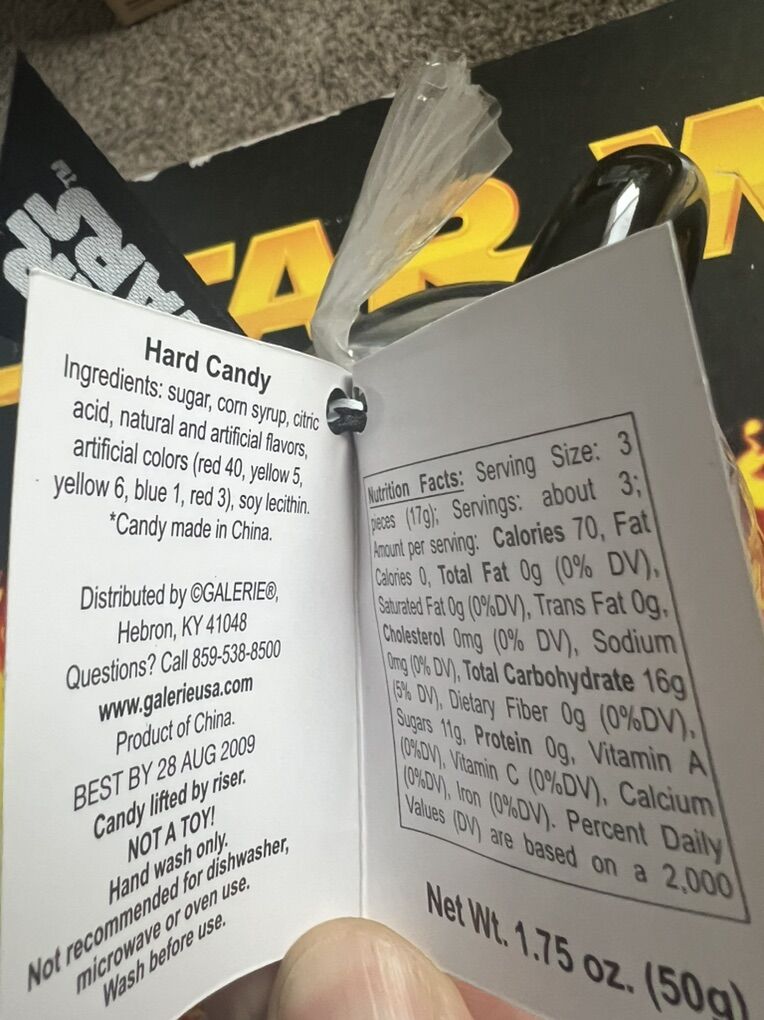 STAR W
WARS
TM
Hard Candy
Ingredients: sugar, corn syrup, citric
acid, natural and artificial flavors,
artificial colors (red 40, yellow 5,
yellow 6, blue 1, red 3), soy lecithin.
*Candy made in China.
Distributed by ©GALERIE®,
Hebron, KY 41048
Questions? Call 859-538-8500
www.galerieusa.com
Product of China.
BEST BY 28 AUG 2009
Candy lifted by riser.
NOT A TOY!
Hand wash only.
Not recommended for dishwasher,
microwave or oven use.
Wash before use.
Nutrition Facts: Serving Size: 3
pieces (17g); Servings: about 3;
Amount per serving: Calories 70, Fat
Calories 0, Total Fat 0g (0% DV),
Saturated Fat 0g (0%DV), Trans Fat 0g,
Cholesterol 0mg (0% DV), Sodium
0mg (0% DV), Total Carbohydrate 16g
(5% DV), Dietary Fiber 0g (0%DV),
Sugars 11g, Protein 0g, Vitamin A
(0%DV), Vitamin C (0%DV), Calcium
(0%DV), Iron (0%DV). Percent Daily
Values (DV) are based on a 2,000
Net Wt. 1.75 oz. (50g)